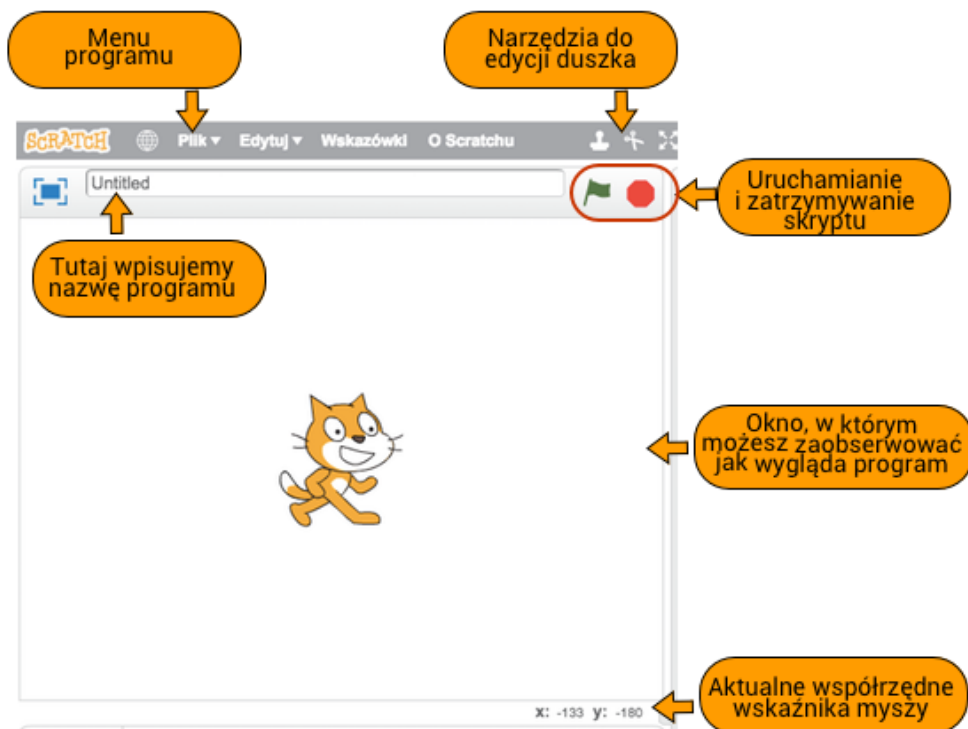 Menu
programu
Narzędzia do
edycji duszka
SCRATCH Plik Edytuj Wskazówki O Scratchu
Untitled
Uruchamianie
i zatrzymywanie
skryptu
Tutaj wpisujemy
nazwę programu
Okno, w którym
możesz zaobserwować
jak wygląda program
Aktualne współrzędne
wskaźnika myszy
x: -133 y: -180